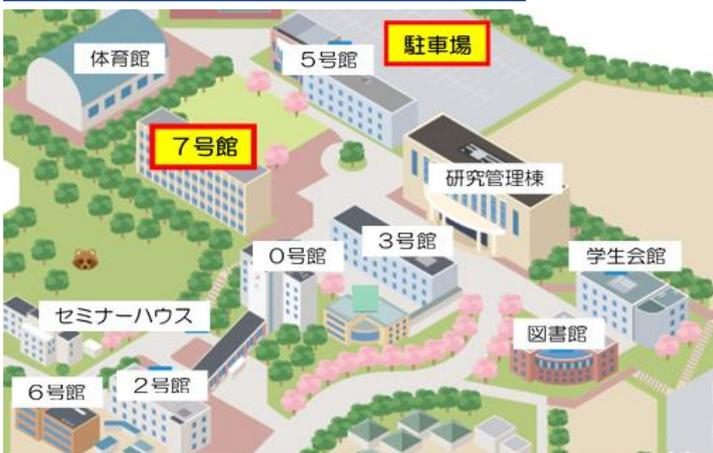 駐車場
体育館
5号館
7号館
研究管理棟
3号館
0号館
学生会館
セミナーハウス
図書館
2号館
6号館